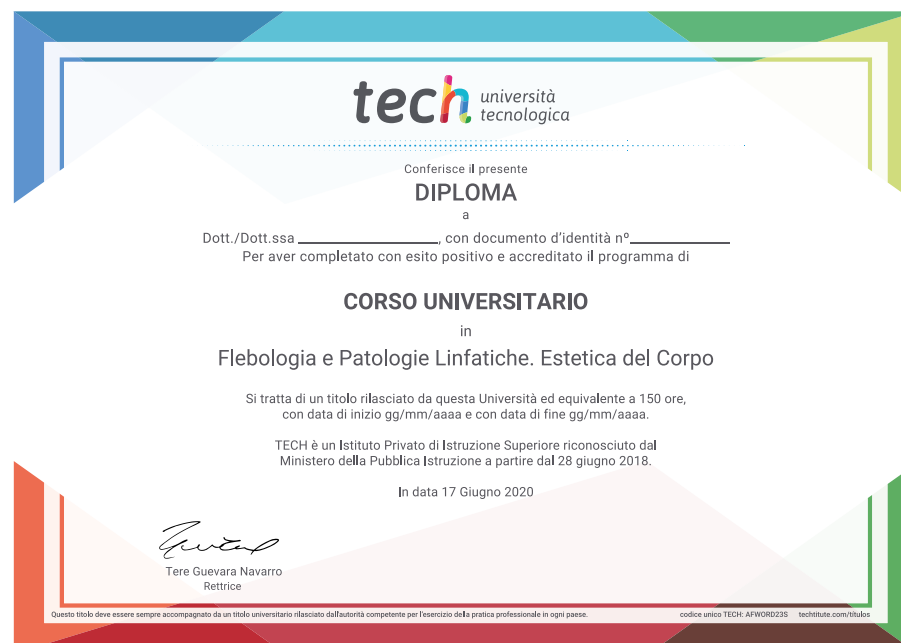 tech università
tecnologica
Conferisce il presente
DIPLOMA
a
Dott./Dott.ssa ________________, con documento d'identità nº____________
Per aver completato con esito positivo e accreditato il programma di
CORSO UNIVERSITARIO
in
Flebologia e Patologie Linfatiche. Estetica del Corpo
Si tratta di un titolo rilasciato da questa Università ed equivalente a 150 ore,
con data di inizio gg/mm/aaaa e con data di fine gg/mm/aaaa.
TECH è un Istituto Privato di Istruzione Superiore riconosciuto dal
Ministero della Pubblica Istruzione a partire dal 28 giugno 2018.
In data 17 Giugno 2020
Tere Guevara Navarro
Rettrice
Questo titolo deve essere sempre accompagnato da un titolo universitario rilasciato dall'autorità competente per l'esercizio della pratica professionale in ogni paese. codice unico TECH: AFWORD23S techtitute.com/titulos